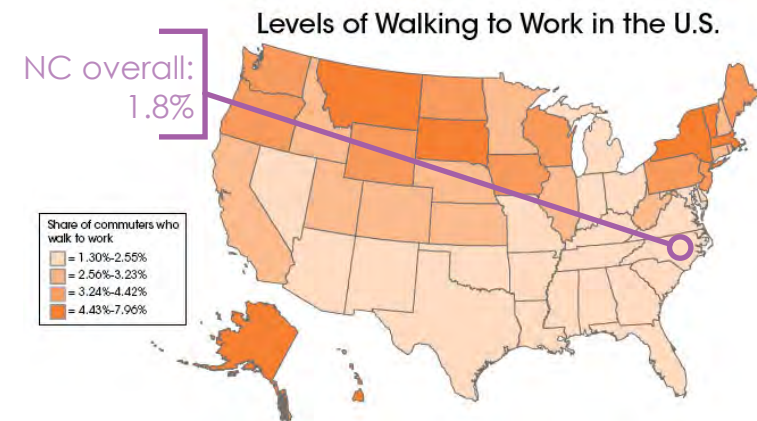 Levels of Walking to Work in the U.S.
NC overall:
1.8%
Share of commuters who
walk to work
= 1.30%-2.55%
= 2.56%-3.23%
= 3.24%-4.42%
= 4.43%-7.96%